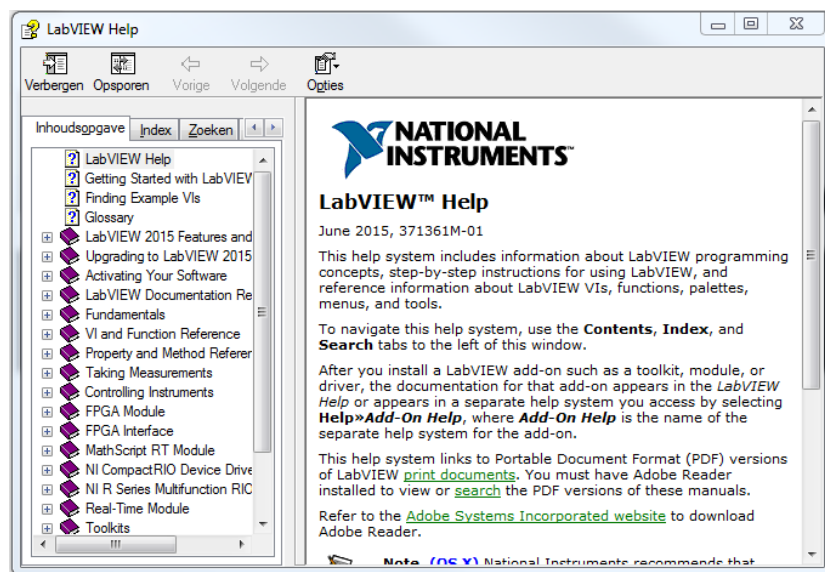 LabVIEW Help
Verbergen Opsporen Vorige Volgende Opties
Inhoudsopgave Index Zoeken
LabVIEW Help
Getting Started with LabVIEW
Finding Example VIs
Glossary
LabVIEW 2015 Features and
Upgrading to LabVIEW 2015
Activating Your Software
LabVIEW Documentation Re
Fundamentals
VI and Function Reference
Property and Method Referer
Taking Measurements
Controlling Instruments
FPGA Module
FPGA Interface
MathScript RT Module
NI CompactRIO Device Drive
NI R Series Multifunction RIO
Real-Time Module
Toolkits
NATIONAL
INSTRUMENTS™
LabVIEW™ Help
June 2015, 371361M-01
This help system includes information about LabVIEW programming
concepts, step-by-step instructions for using LabVIEW, and
reference information about LabVIEW VIs, functions, palettes,
menus, and tools.
To navigate this help system, use the Contents, Index, and
Search tabs to the left of this window.
After you install a LabVIEW add-on such as a toolkit, module, or
driver, the documentation for that add-on appears in the LabVIEW
Help or appears in a separate help system you access by selecting
Help»Add-On Help, where Add-On Help is the name of the
separate help system for the add-on.
This help system links to Portable Document Format (PDF) versions
of LabVIEW print documents. You must have Adobe Reader
installed to view or search the PDF versions of these manuals.
Refer to the Adobe Systems Incorporated website to download
Adobe Reader.
Note (OS X) National Instruments recommends that